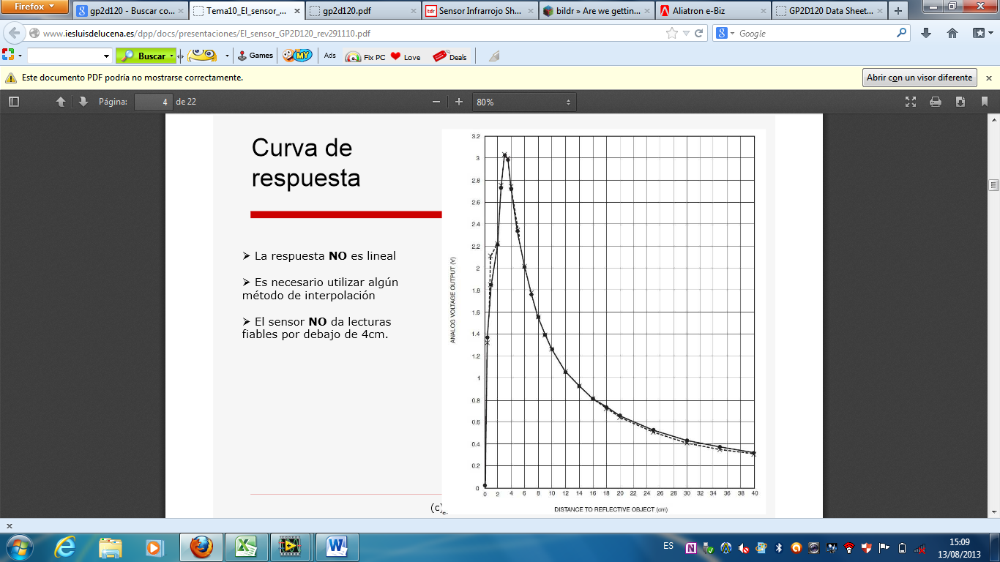 Firefox
gp2d120 - Buscar co...
Tema10_El_sensor_...
gp2d120.pdf
Sensor Infrarrojo Sh...
bildr » Are we gettin...
Aliatron e-Biz
GP2D120 Data Sheet...
www.iesluisdelucena.es/dpp/docs/presentaciones/El_sensor_GP2D120_rev291110.pdf
Google
Buscar
Games
MY
Ads
Fix PC
Love
Deals
Este documento PDF podría no mostrarse correctamente.
Abrir con un visor diferente
Página:
4
de 22
80%
Curva de
respuesta
La respuesta NO es lineal
Es necesario utilizar algún
método de interpolación
El sensor NO da lecturas
fiables por debajo de 4cm.
(c)
ANALOG VOLTAGE OUTPUT (V)
3.2
3
2.8
2.6
2.4
2.2
2
1.8
1.6
1.4
1.2
1
0.8
0.6
0.4
0.2
0
0 2 4 6 8 10 12 14 16 18 20 22 24 26 28 30 32 34 36 38 40
DISTANCE TO REFLECTIVE OBJECT (cm)
ES
15:09
13/08/2013